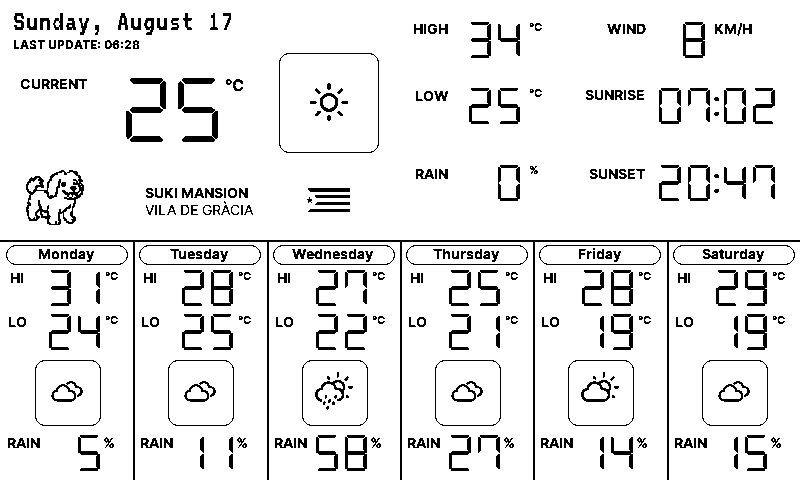 Sunday, August 17
LAST UPDATE: 06:28
CURRENT 25 °C
HIGH 34 °C
WIND 8 KM/H
LOW 25 °C
SUNRISE 07:02
RAIN 0 %
SUNSET 20:47
SUKI MANSION
VILA DE GRÀCIA
Monday
HI 31 °C
LO 24 °C
RAIN 5 %
Tuesday
HI 28 °C
LO 25 °C
RAIN 11 %
Wednesday
HI 27 °C
LO 22 °C
RAIN 58 %
Thursday
HI 25 °C
LO 21 °C
RAIN 27 %
Friday
HI 28 °C
LO 19 °C
RAIN 14 %
Saturday
HI 29 °C
LO 19 °C
RAIN 15 %